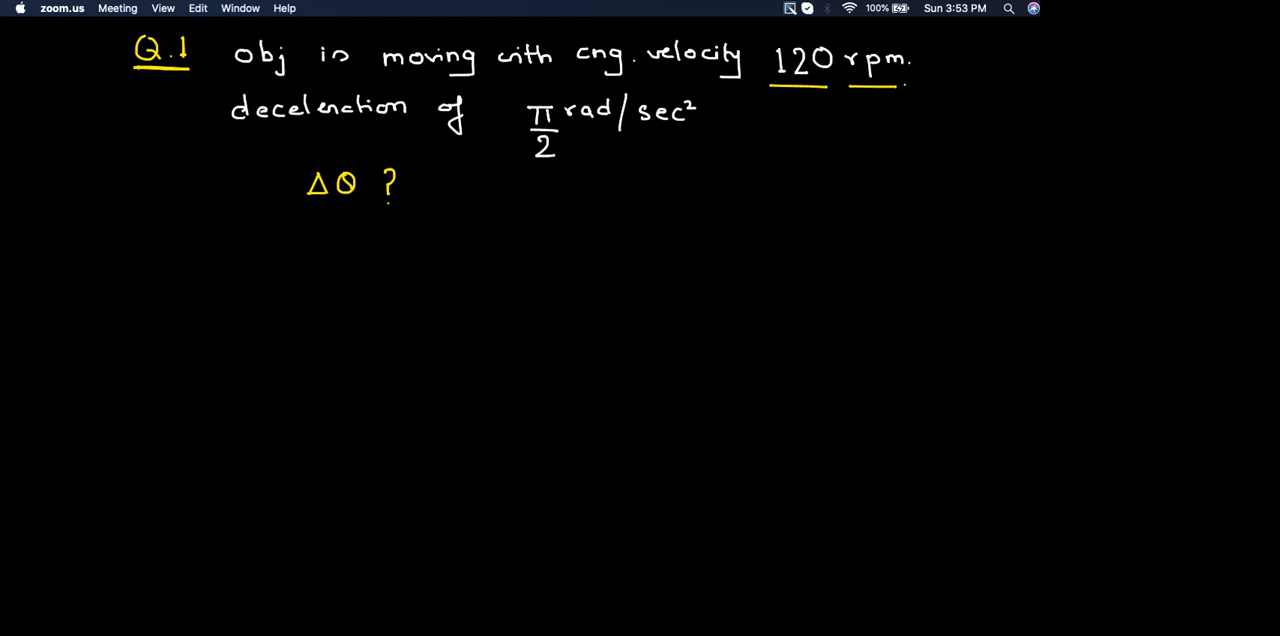 zoom.us Meeting View Edit Window Help 100% Sun 3:53 PM
Q.1 obj is moving with ang. velocity 120 rpm.
deceleration of π/2 rad/sec²
Δθ ?